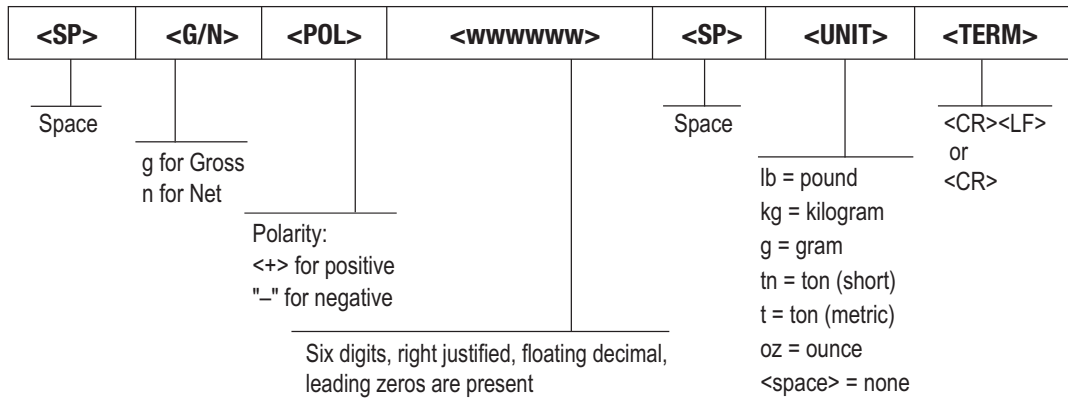 <SP> <G/N> <POL> <wwwwww> <SP> <UNIT> <TERM>
Space
g for Gross
n for Net
Polarity:
<+> for positive
"–" for negative
Six digits, right justified, floating decimal,
leading zeros are present
Space
lb = pound
kg = kilogram
g = gram
tn = ton (short)
t = ton (metric)
oz = ounce
<space> = none
<CR><LF>
or
<CR>